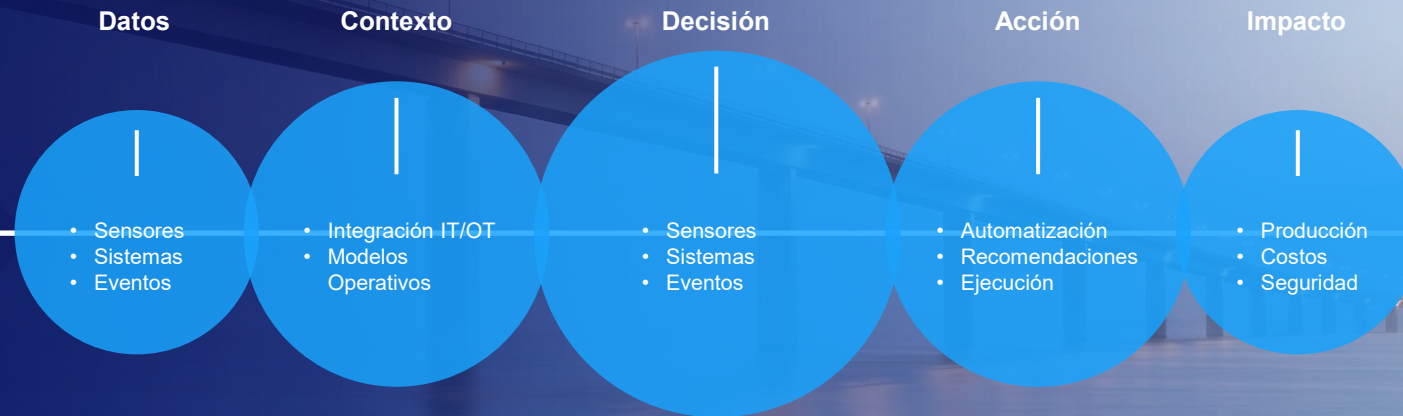 Datos
Contexto
Decisión
Acción
Impacto
• Sensores
• Sistemas
• Eventos
• Integración IT/OT
• Modelos
Operativos
• Sensores
• Sistemas
• Eventos
• Automatización
• Recomendaciones
• Ejecución
• Producción
• Costos
• Seguridad